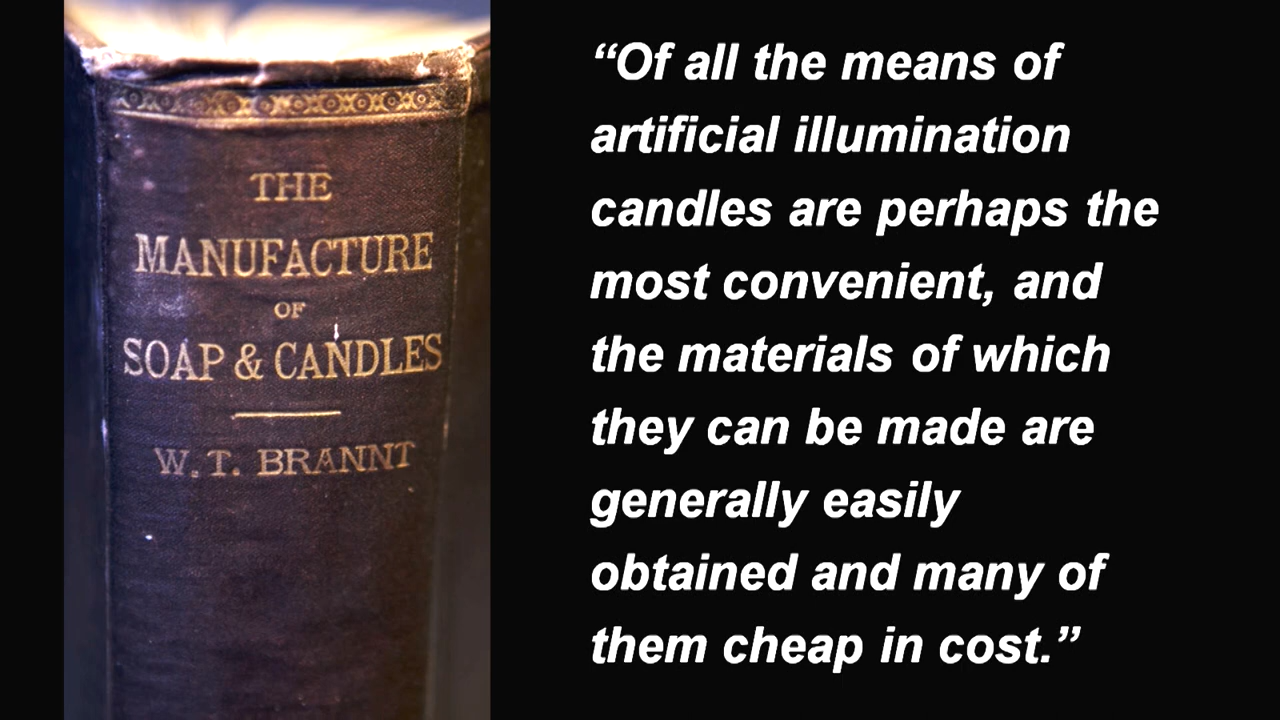 THE
MANUFACTURE
OF
SOAP & CANDLES
W. T. BRANNT
“Of all the means of
artificial illumination
candles are perhaps the
most convenient, and
the materials of which
they can be made are
generally easily
obtained and many of
them cheap in cost.”